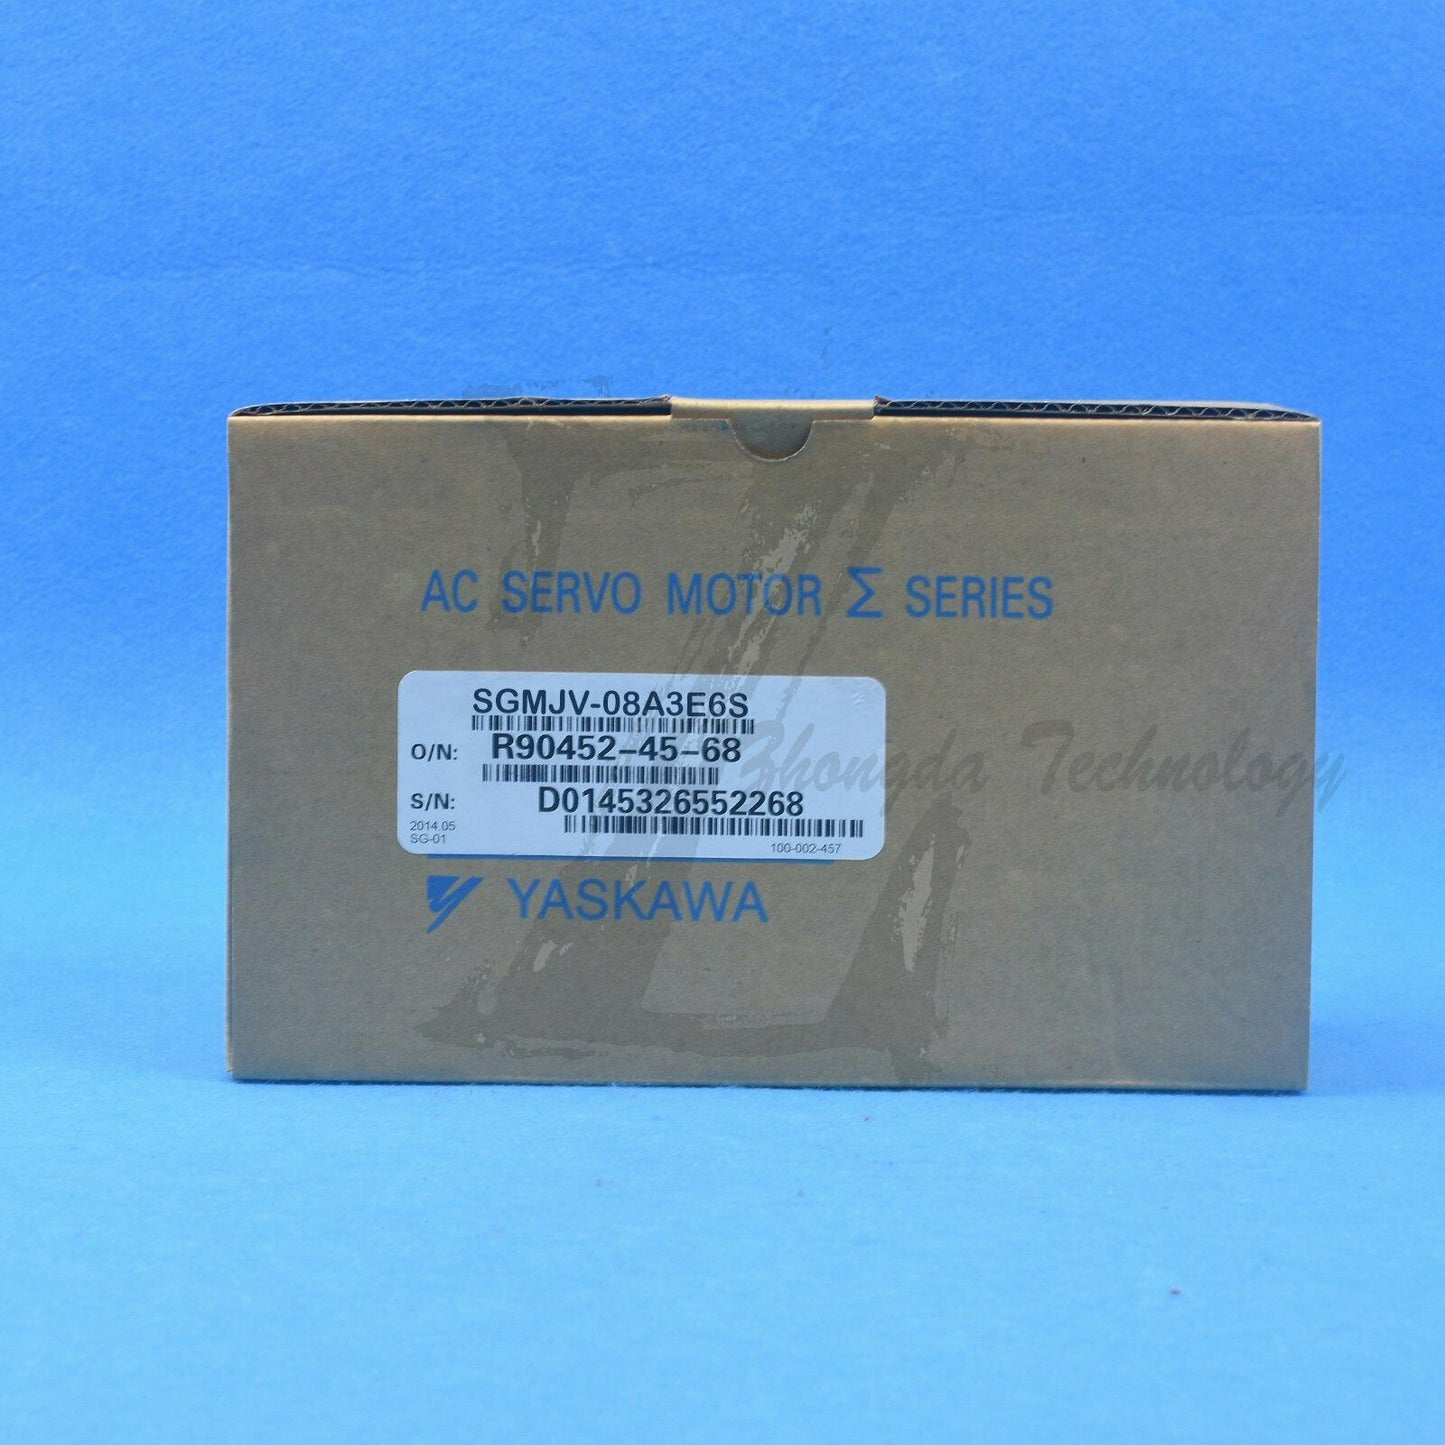 AC SERVO MOTOR Σ SERIES
SGMJV-08A3E6S
O/N: R90452-45-68
S/N: D0145326552268
2014.05
SG-01
100-002-457
YASKAWA
Zhongda Technology